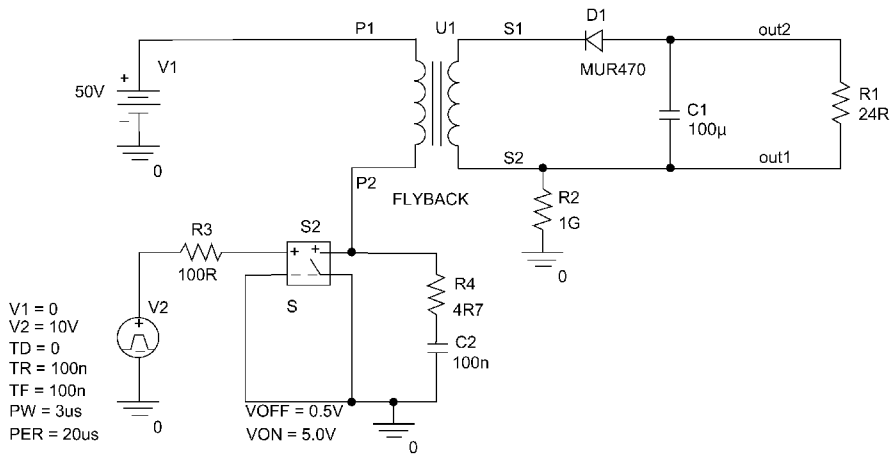 P1
U1
S1
D1
out2
MUR470
V1
+
50V
−
0
C1
100µ
R1
24R
P2
FLYBACK
S2
out1
R2
1G
0
R3
100R
S2
+ +
− −
S
R4
4R7
C2
100n
V1 = 0
V2 = 10V
TD = 0
TR = 100n
TF = 100n
PW = 3us
PER = 20us
V2
+
−
0
VOFF = 0.5V
VON = 5.0V
0